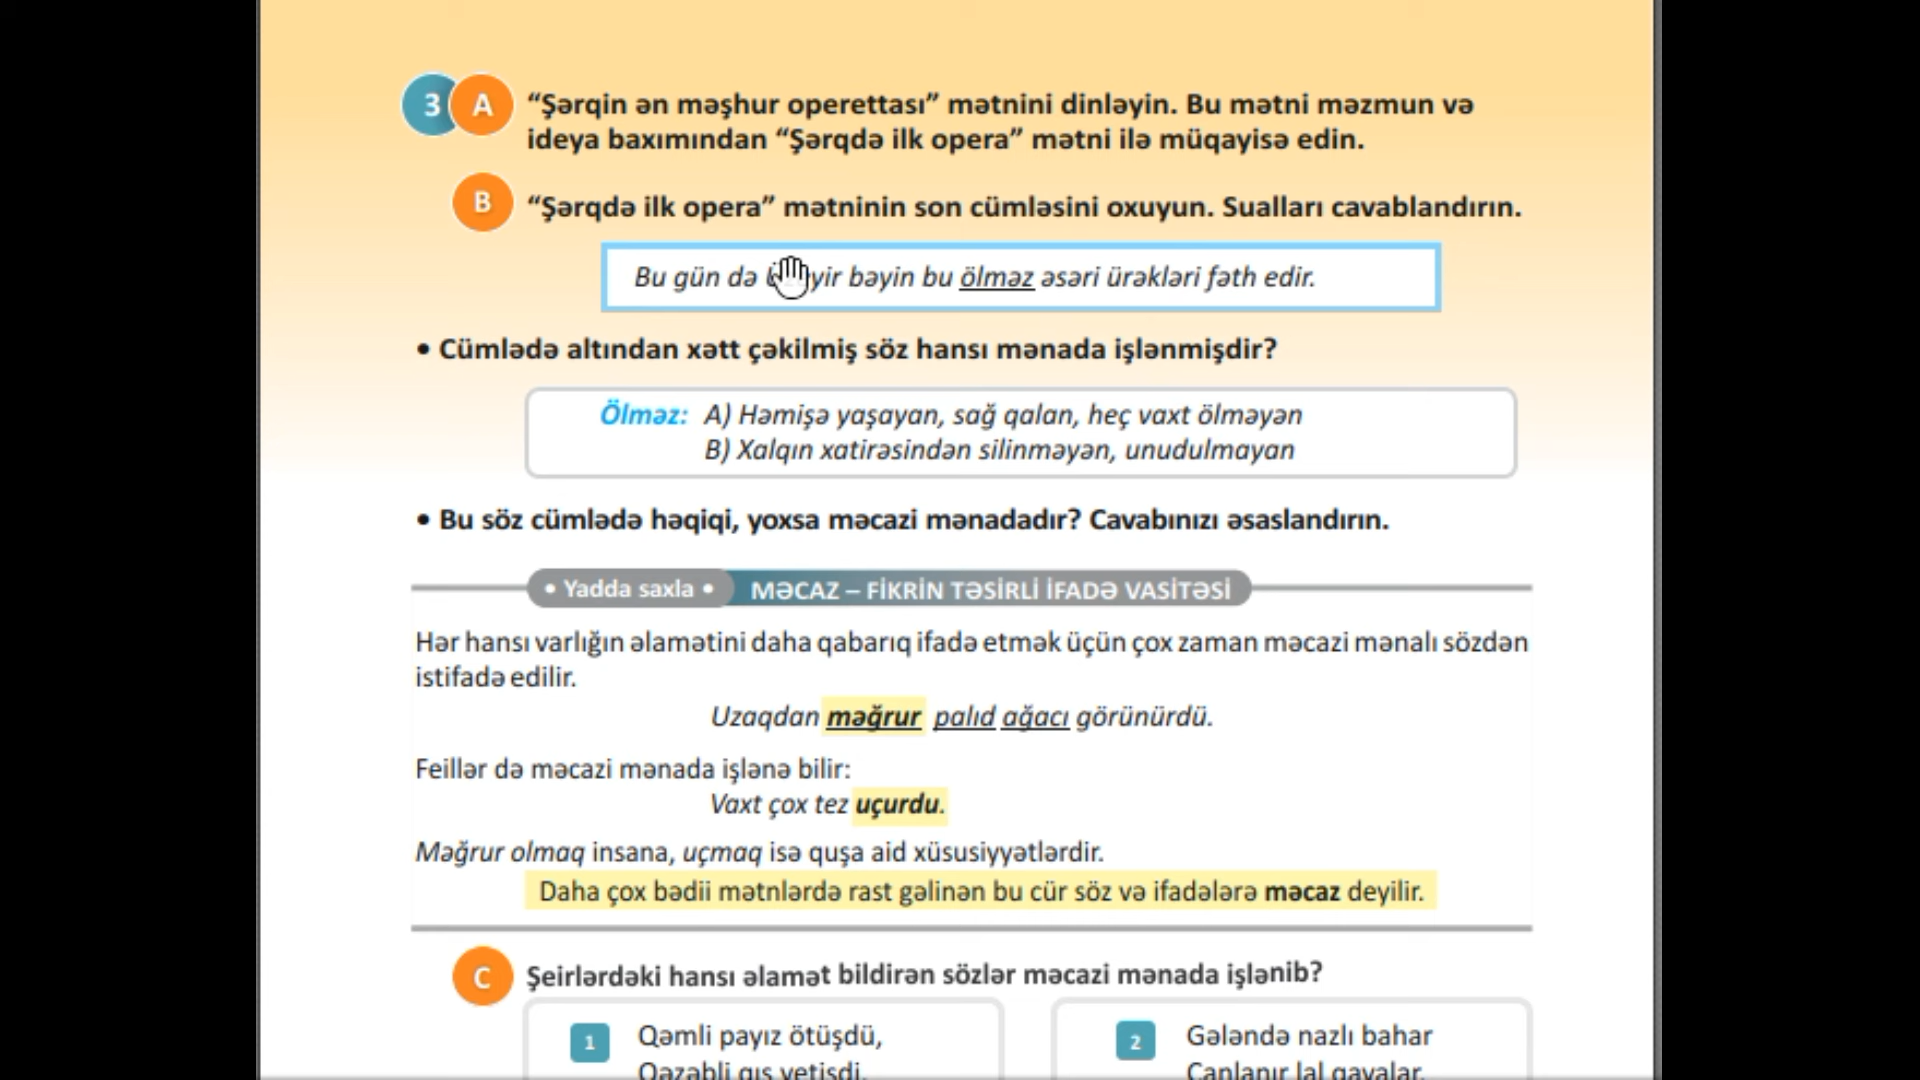 3 A “Şərqin ən məşhur operettası” mətnini dinləyin. Bu mətni məzmun və
ideya baxımından “Şərqdə ilk opera” mətni ilə müqayisə edin.
B “Şərqdə ilk opera” mətninin son cümləsini oxuyun. Sualları cavablandırın.
Bu gün də bəyin bu ölməz əsəri ürəkləri fəth edir.
• Cümlədə altından xətt çəkilmiş söz hansı mənada işlənmişdir?
Ölməz: A) Həmişə yaşayan, sağ qalan, heç vaxt ölməyən
B) Xalqın xatirəsindən silinməyən, unudulmayan
• Bu söz cümlədə həqiqi, yoxsa məcazi mənadadır? Cavabınızı əsaslandırın.
• Yadda saxla • MƏCAZ – FİKRİN TƏSİRLİ İFADƏ VASİTƏSİ
Hər hansı varlığın əlamətini daha qabarıq ifadə etmək üçün çox zaman məcazi mənalı sözdən
istifadə edilir.
Uzaqdan məğrur palıd ağacı görünürdü.
Feillər də məcazi mənada işlənə bilir:
Vaxt çox tez uçurdu.
Məğrur olmaq insana, uçmaq isə quşa aid xüsusiyyətlərdir.
Daha çox bədii mətnlərdə rast gəlinən bu cür söz və ifadələrə məcaz deyilir.
C Şeirlərdəki hansı əlamət bildirən sözlər məcazi mənada işlənib?
1 Qəmli payız ötüşdü,
Qəzəbli qış yetişdi,
2 Gələndə nazlı bahar
Canlanır lal qayalar,